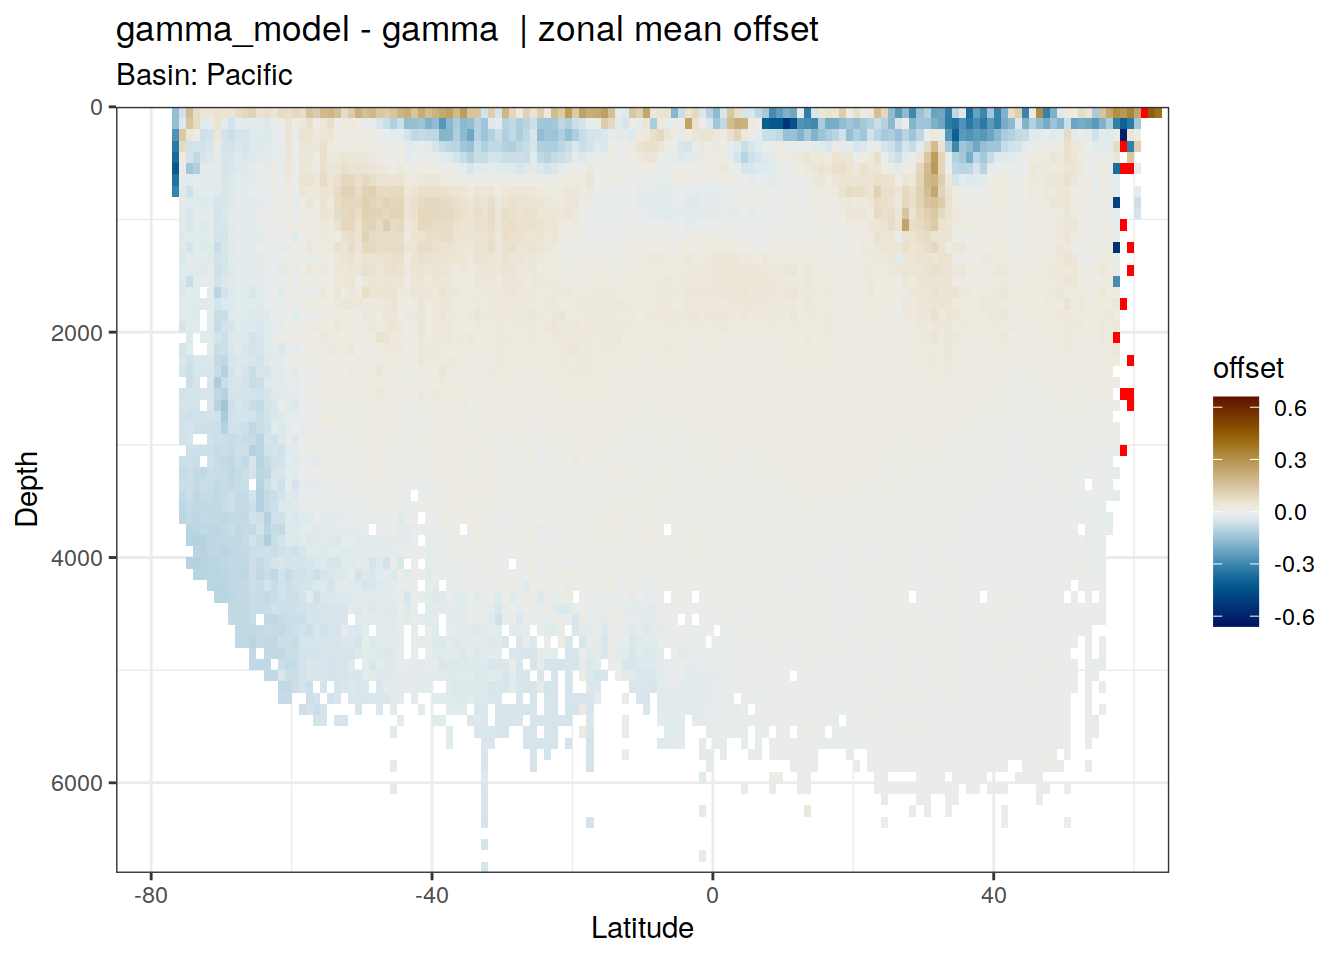 gamma_model - gamma  | zonal mean offset
Basin: Pacific
0
2000
4000
6000
Depth
-80
-40
0
40
Latitude
offset
0.6
0.3
0.0
-0.3
-0.6